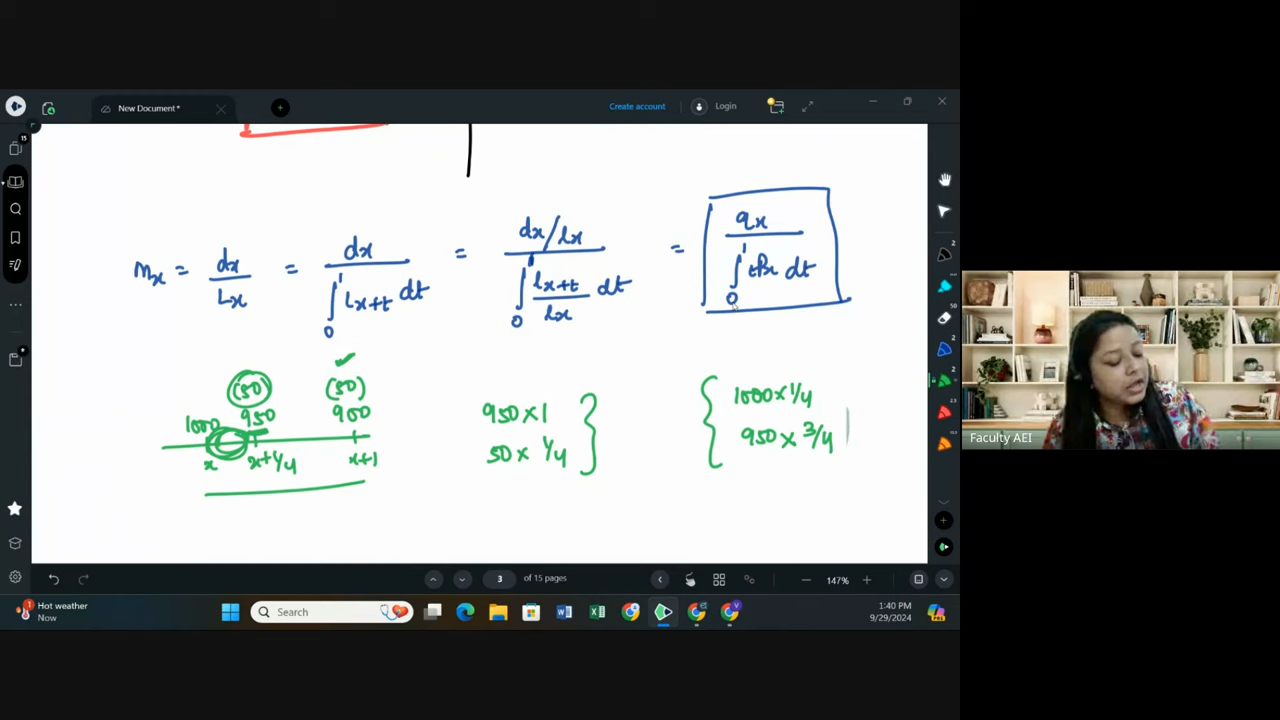 New Document*
Create account
Login
15
mx = dx / Lx = dx / ∫₀¹ lx+t dt = dx/lx / ∫₀¹ lx+t/lx dt = qx / ∫₀¹ tPx dt
(50) (50)
1000 950 900
x x+1/4 x+1
950 x 1
50 x 1/4
1000 x 1/4
950 x 3/4
Faculty AEI
3 of 15 pages
147%
Hot weather
Now
Search
1:40 PM
9/29/2024